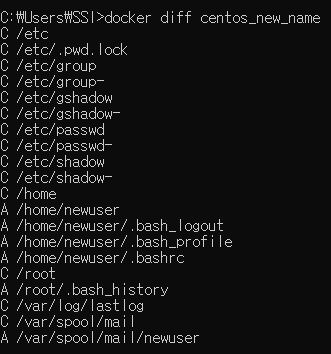 C:₩Users₩SSI>docker diff centos_new_name
C /etc
C /etc/.pwd.lock
C /etc/group
C /etc/group-
C /etc/gshadow
C /etc/gshadow-
C /etc/passwd
C /etc/passwd-
C /etc/shadow
C /etc/shadow-
C /home
A /home/newuser
A /home/newuser/.bash_logout
A /home/newuser/.bash_profile
A /home/newuser/.bashrc
C /root
A /root/.bash_history
C /var/log/lastlog
C /var/spool/mail
A /var/spool/mail/newuser